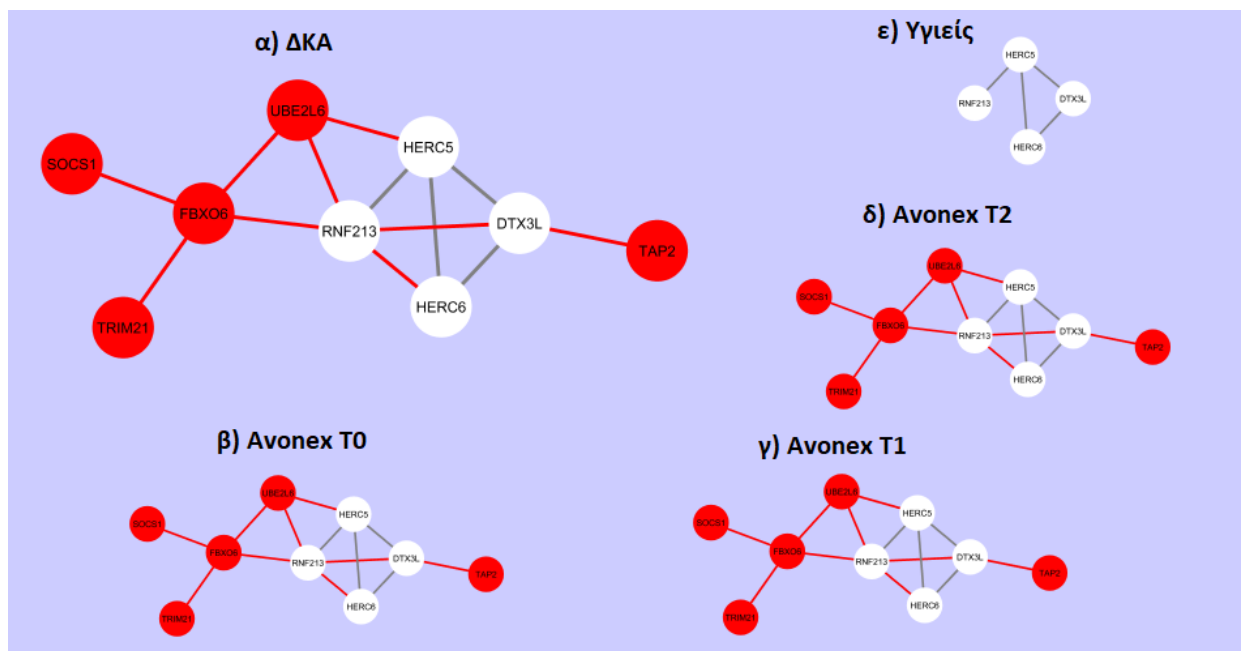 α) ΔΚΑ
UBE2L6
SOCS1
HERC5
FBXO6
RNF213
DTX3L
TAP2
HERC6
TRIM21
ε) Υγιείς
HERC5
RNF213
DTX3L
HERC6
δ) Avonex T2
UBE2L6
HERC5
SOCS1
FBXO6
RNF213
DTX3L
TAP2
HERC6
TRIM21
β) Avonex T0
UBE2L6
SOCS1
HERC5
FBXO6
RNF213
DTX3L
TAP2
HERC6
TRIM21
γ) Avonex T1
UBE2L6
SOCS1
HERC5
FBXO6
RNF213
DTX3L
TAP2
HERC6
TRIM21